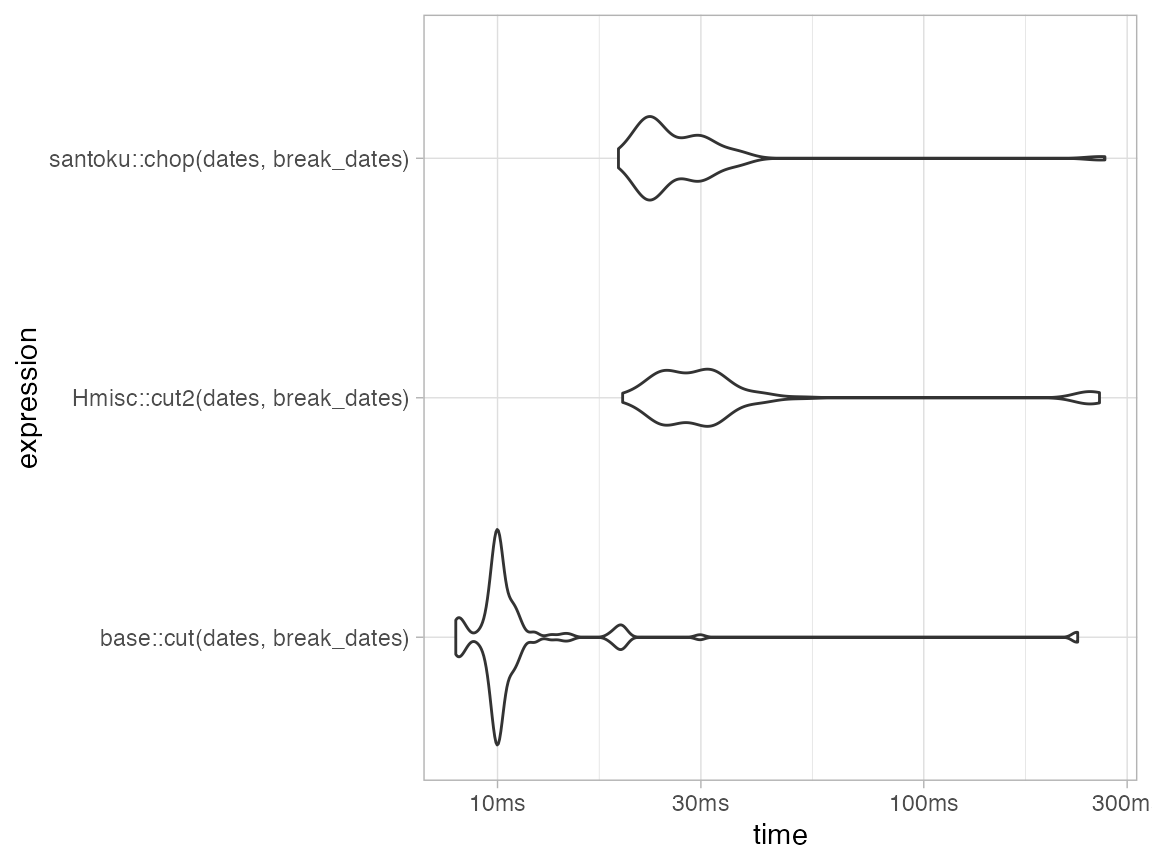 santoku::chop(dates, break_dates)
Hmisc::cut2(dates, break_dates)
base::cut(dates, break_dates)
expression
10ms
30ms
100ms
300m
time